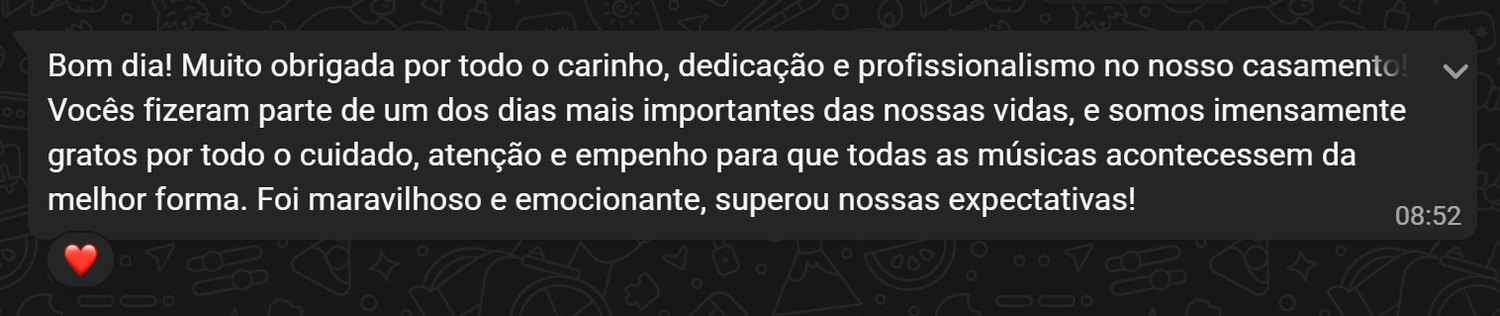 Bom dia! Muito obrigada por todo o carinho, dedicação e profissionalismo no nosso casamento!
Vocês fizeram parte de um dos dias mais importantes das nossas vidas, e somos imensamente
gratos por todo o cuidado, atenção e empenho para que todas as músicas acontecessem da
melhor forma. Foi maravilhoso e emocionante, superou nossas expectativas!
08:52